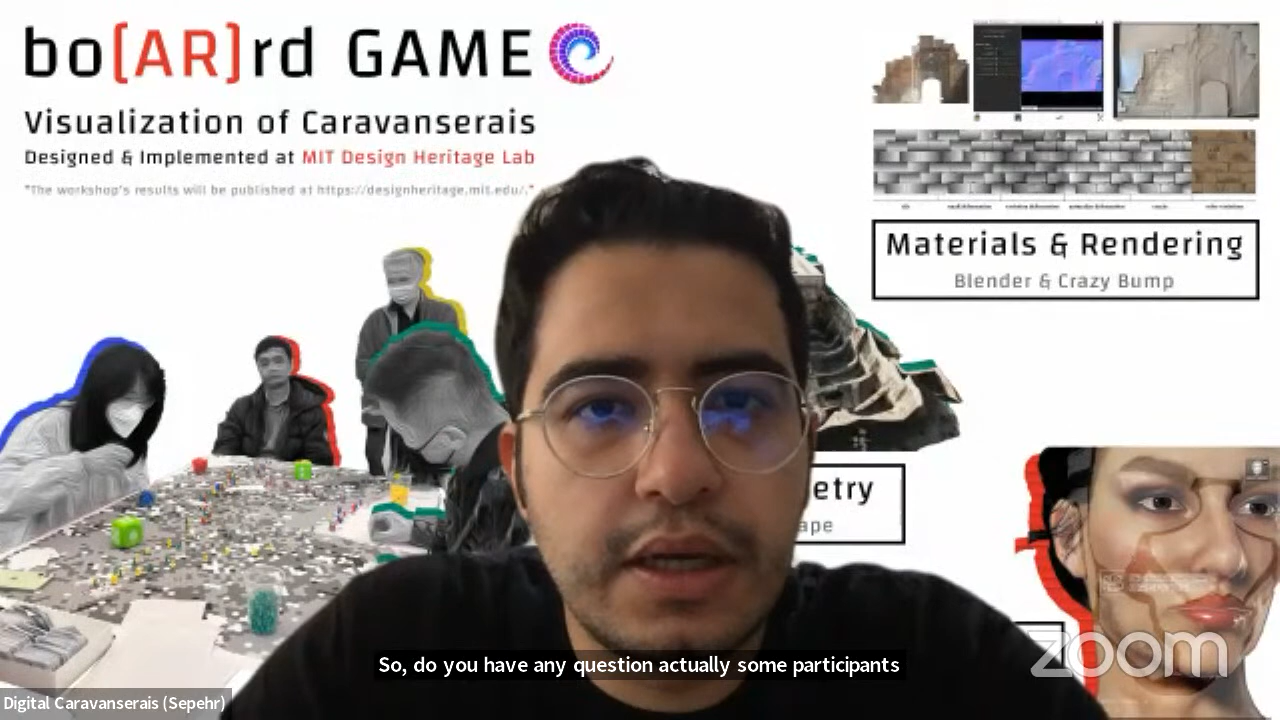 bo[AR]rd GAME
Visualization of Caravanserais
Designed & Implemented at MIT Design Heritage Lab
"The workshop's results will be published at https://designheritage.mit.edu/."
Materials & Rendering
Blender & Crazy Bump
etry
ape
So, do you have any question actually some participants
zoom
Digital Caravanserais (Sepehr)